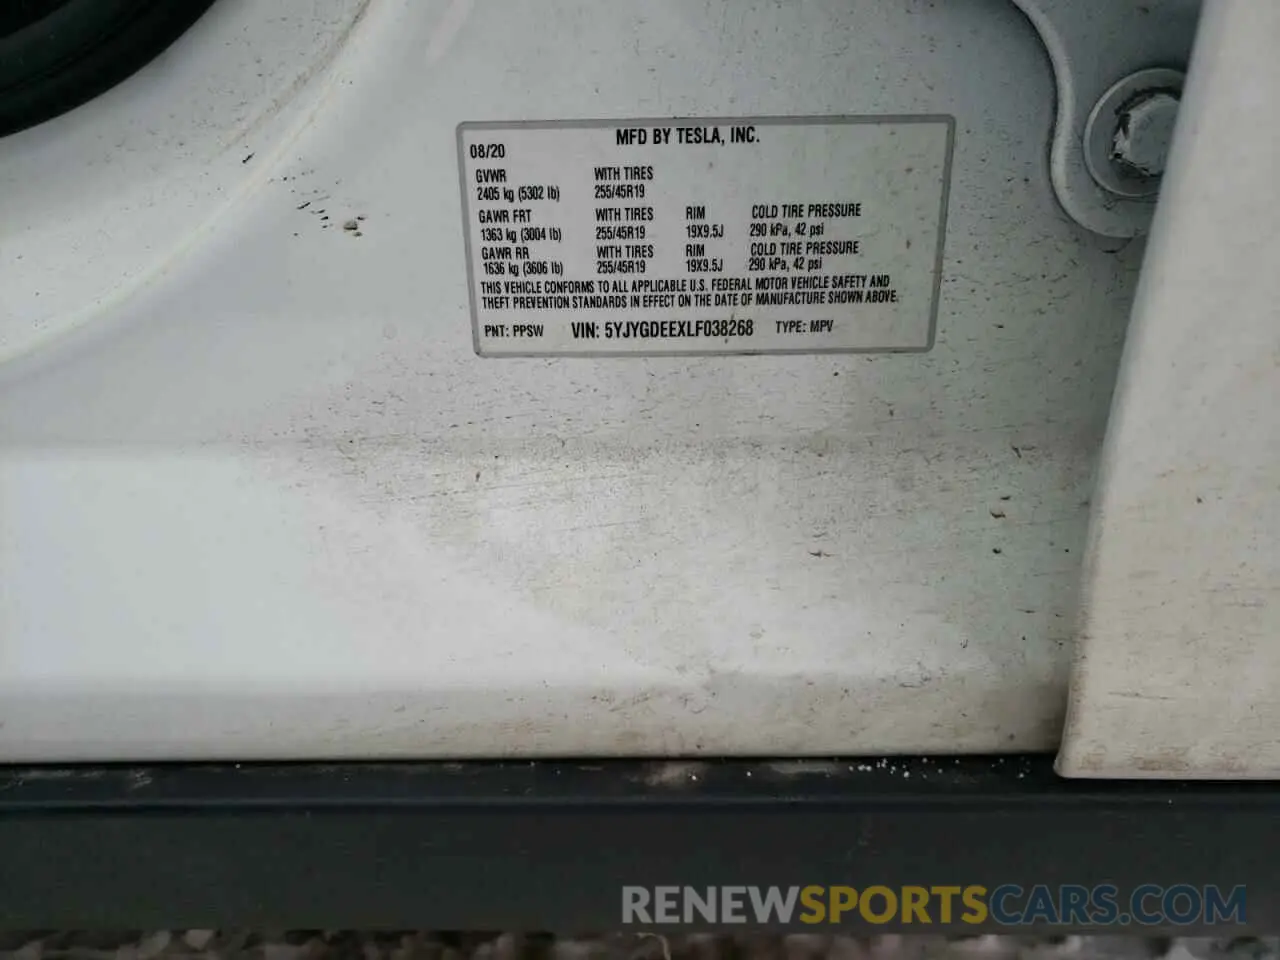 MFD BY TESLA, INC.
08/20
GVWR WITH TIRES
2405 kg (5302 lb) 255/45R19
GAWR FRT WITH TIRES RIM COLD TIRE PRESSURE
1363 kg (3004 lb) 255/45R19 19X9.5J 290 kPa, 42 psi
GAWR RR WITH TIRES RIM COLD TIRE PRESSURE
1636 kg (3606 lb) 255/45R19 19X9.5J 290 kPa, 42 psi
THIS VEHICLE CONFORMS TO ALL APPLICABLE U.S. FEDERAL MOTOR VEHICLE SAFETY AND
THEFT PREVENTION STANDARDS IN EFFECT ON THE DATE OF MANUFACTURE SHOWN ABOVE.
PNT: PPSW VIN: 5YJYGDEEXLF038268 TYPE: MPV
RENEWSPORTSCARS.COM